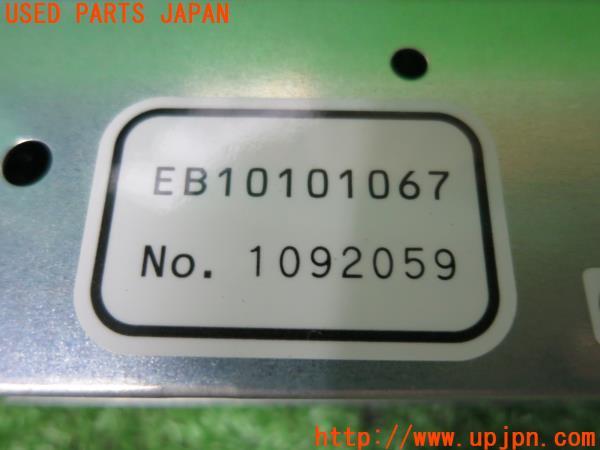 USED PARTS JAPAN
EB10101067
No. 1092059
http://www.upjpn.com